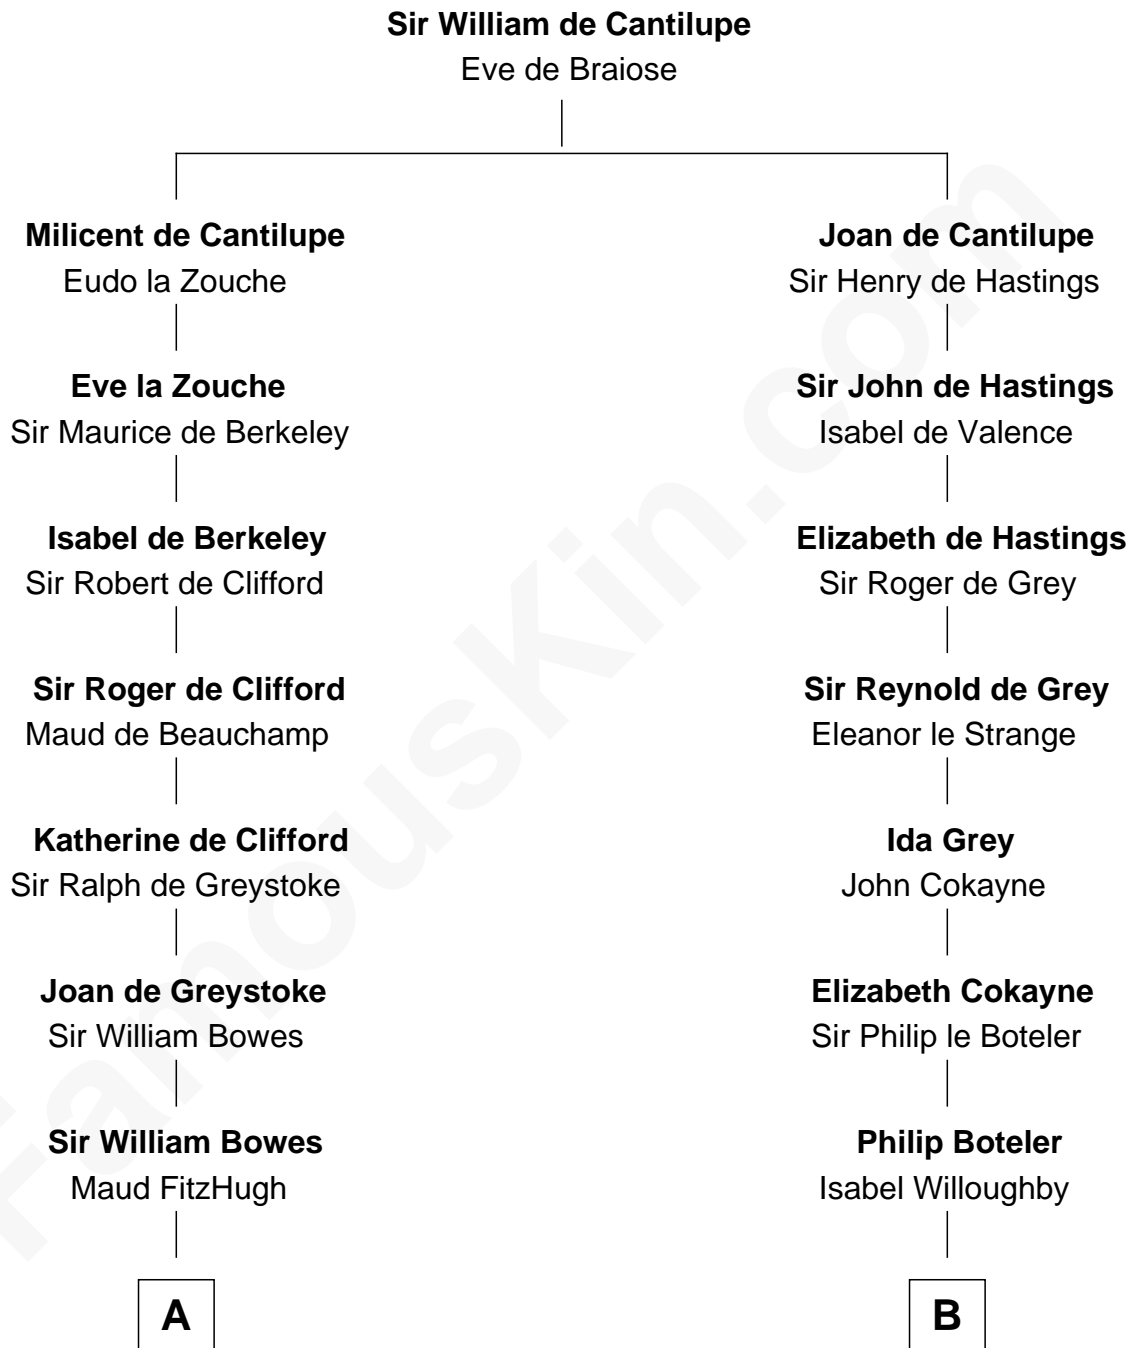 Sir William de Cantilupe
Eve de Braiose
Milicent de Cantilupe
Eudo la Zouche
Joan de Cantilupe
Sir Henry de Hastings
Eve la Zouche
Sir Maurice de Berkeley
Sir John de Hastings
Isabel de Valence
Isabel de Berkeley
Sir Robert de Clifford
Elizabeth de Hastings
Sir Roger de Grey
Sir Roger de Clifford
Maud de Beauchamp
Sir Reynold de Grey
Eleanor le Strange
Katherine de Clifford
Sir Ralph de Greystoke
Ida Grey
John Cokayne
Joan de Greystoke
Sir William Bowes
Elizabeth Cokayne
Sir Philip le Boteler
Sir William Bowes
Maud FitzHugh
Philip Boteler
Isabel Willoughby
A
B
FamousKin.com